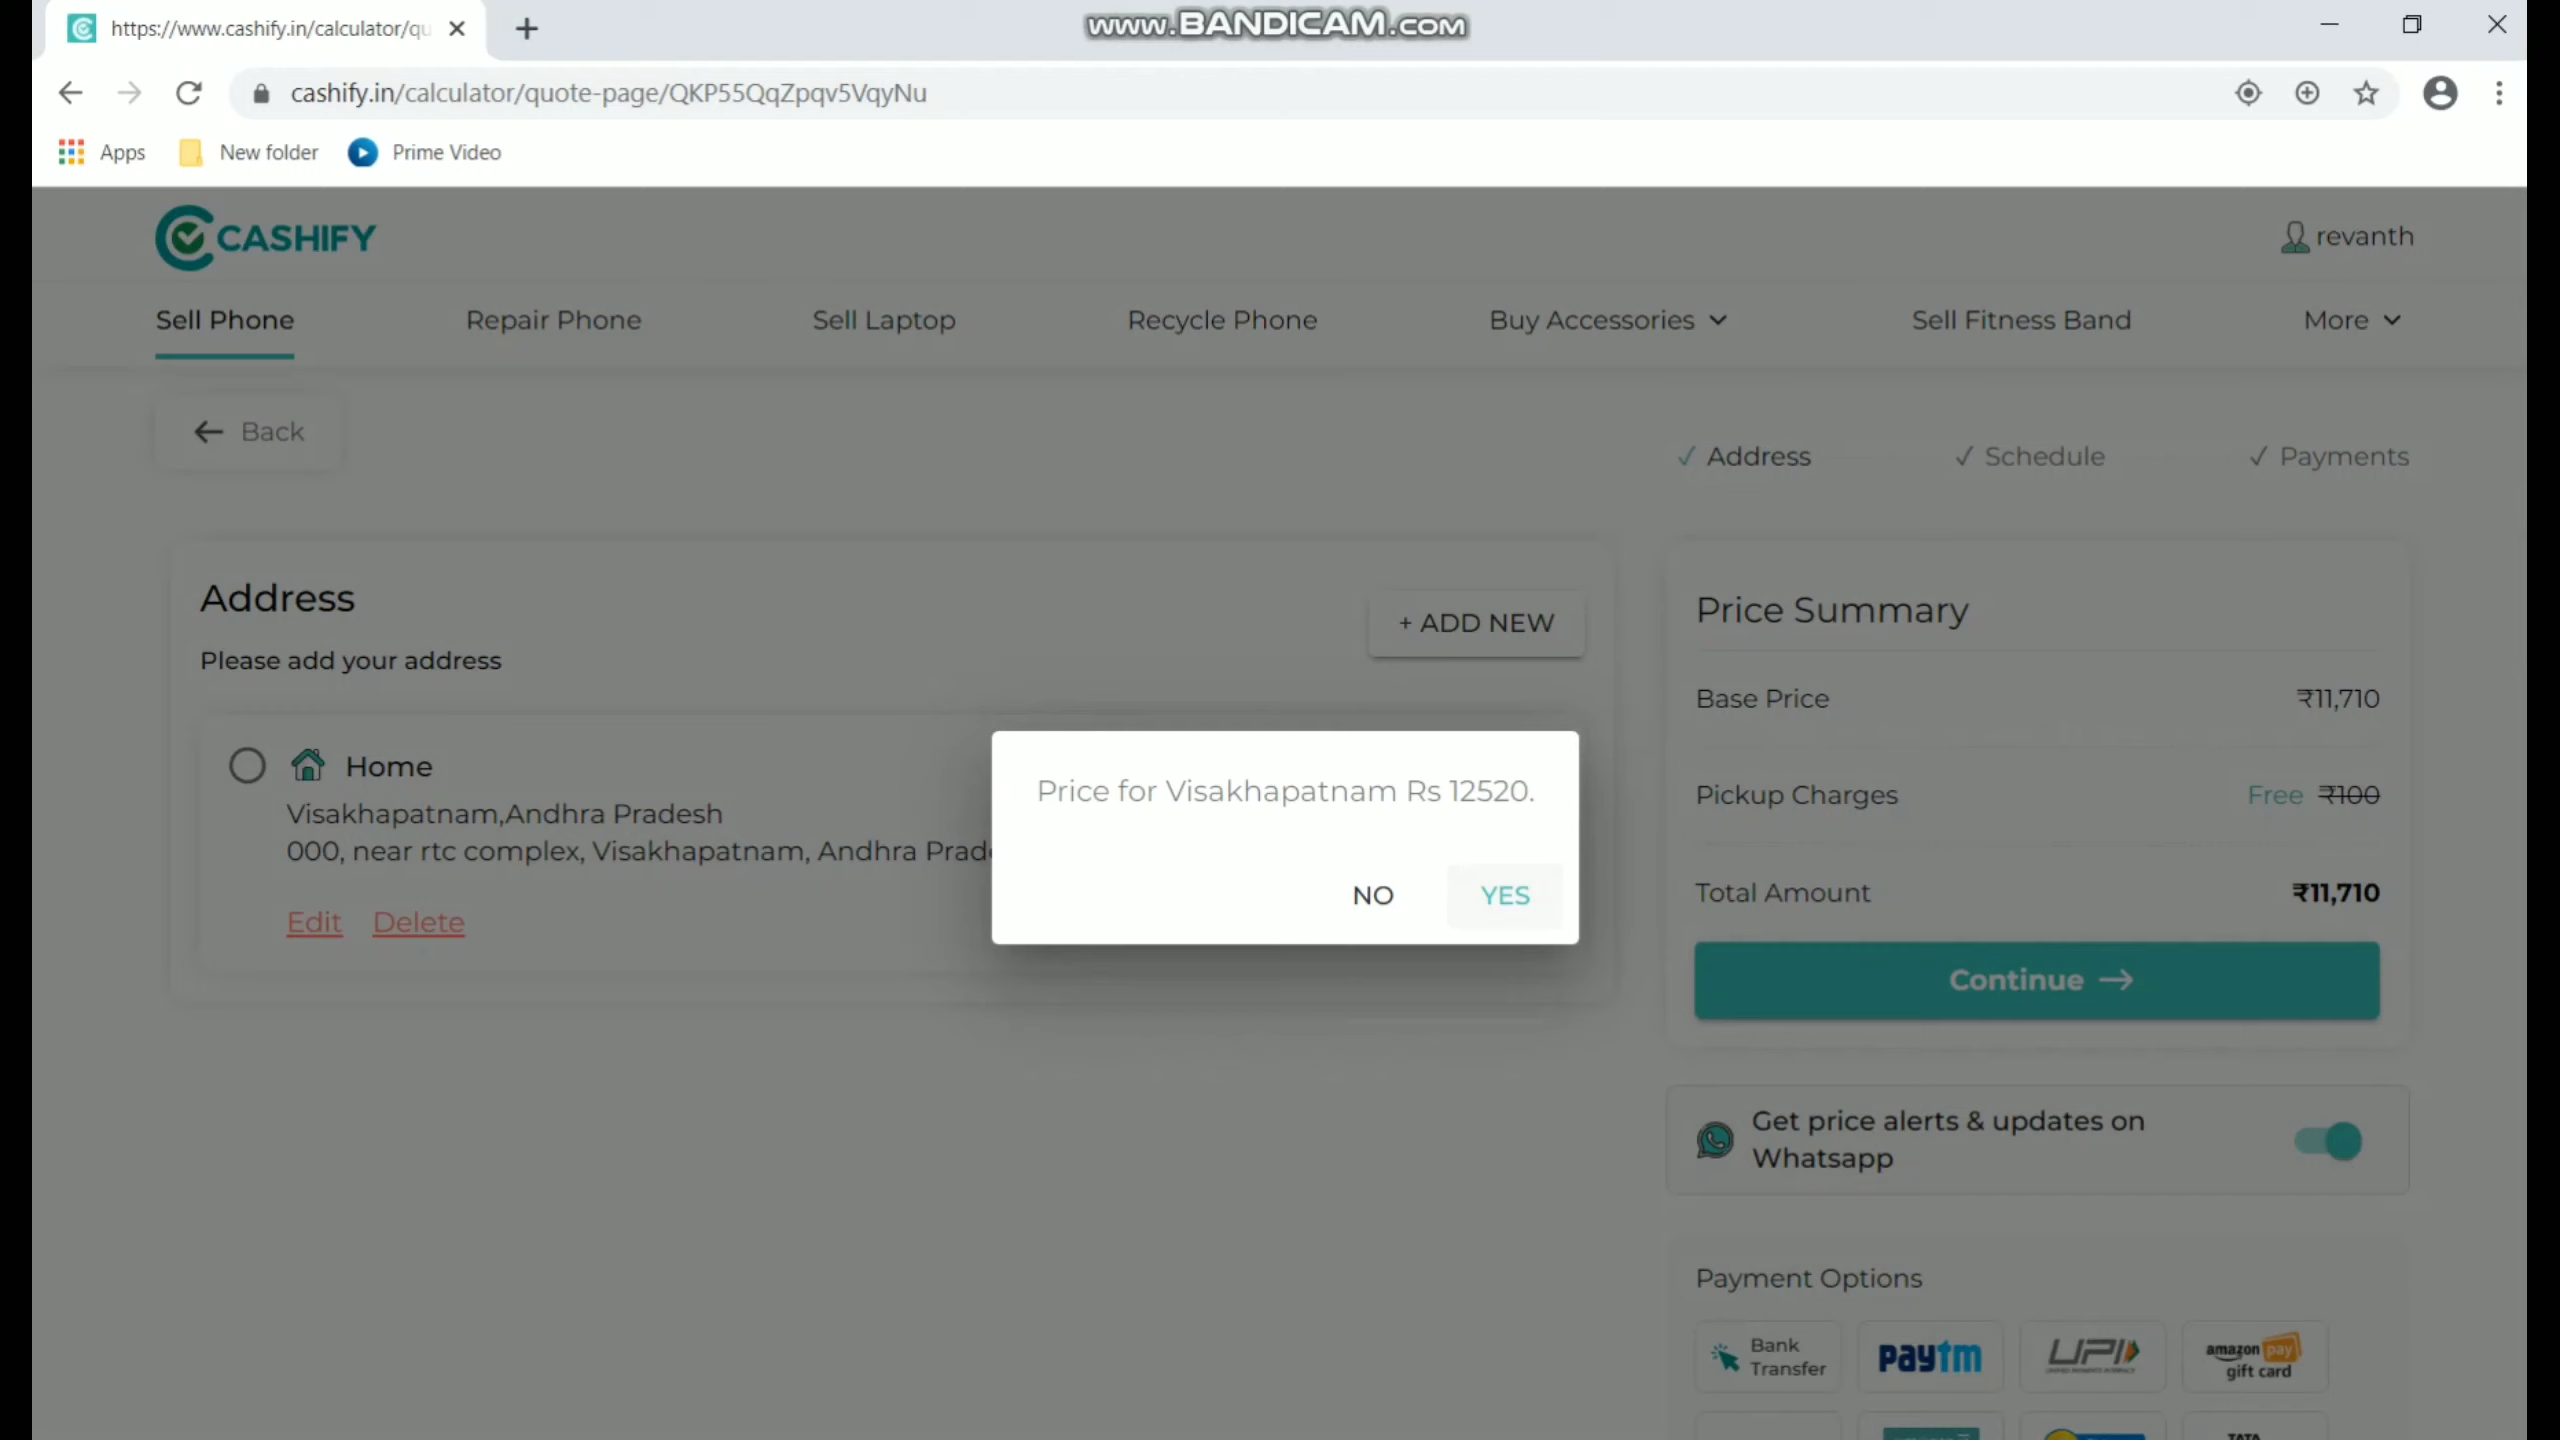 www.BANDICAM.com
https://www.cashify.in/calculator/qu
cashify.in/calculator/quote-page/QKP55QqZpqv5VqyNu
Apps
New folder
Prime Video
CASHIFY
revanth
Sell Phone
Repair Phone
Sell Laptop
Recycle Phone
Buy Accessories
Sell Fitness Band
More
Back
✓ Address
✓ Schedule
✓ Payments
Address
+ ADD NEW
Please add your address
Home
Visakhapatnam,Andhra Pradesh
000, near rtc complex, Visakhapatnam, Andhra Prad
Edit
Delete
Price for Visakhapatnam Rs 12520.
NO
YES
Price Summary
Base Price
₹11,710
Pickup Charges
Free ₹100
Total Amount
₹11,710
Continue →
Get price alerts & updates on
Whatsapp
Payment Options
Bank
Transfer
paytm
UPI
amazon pay
gift card
TATA